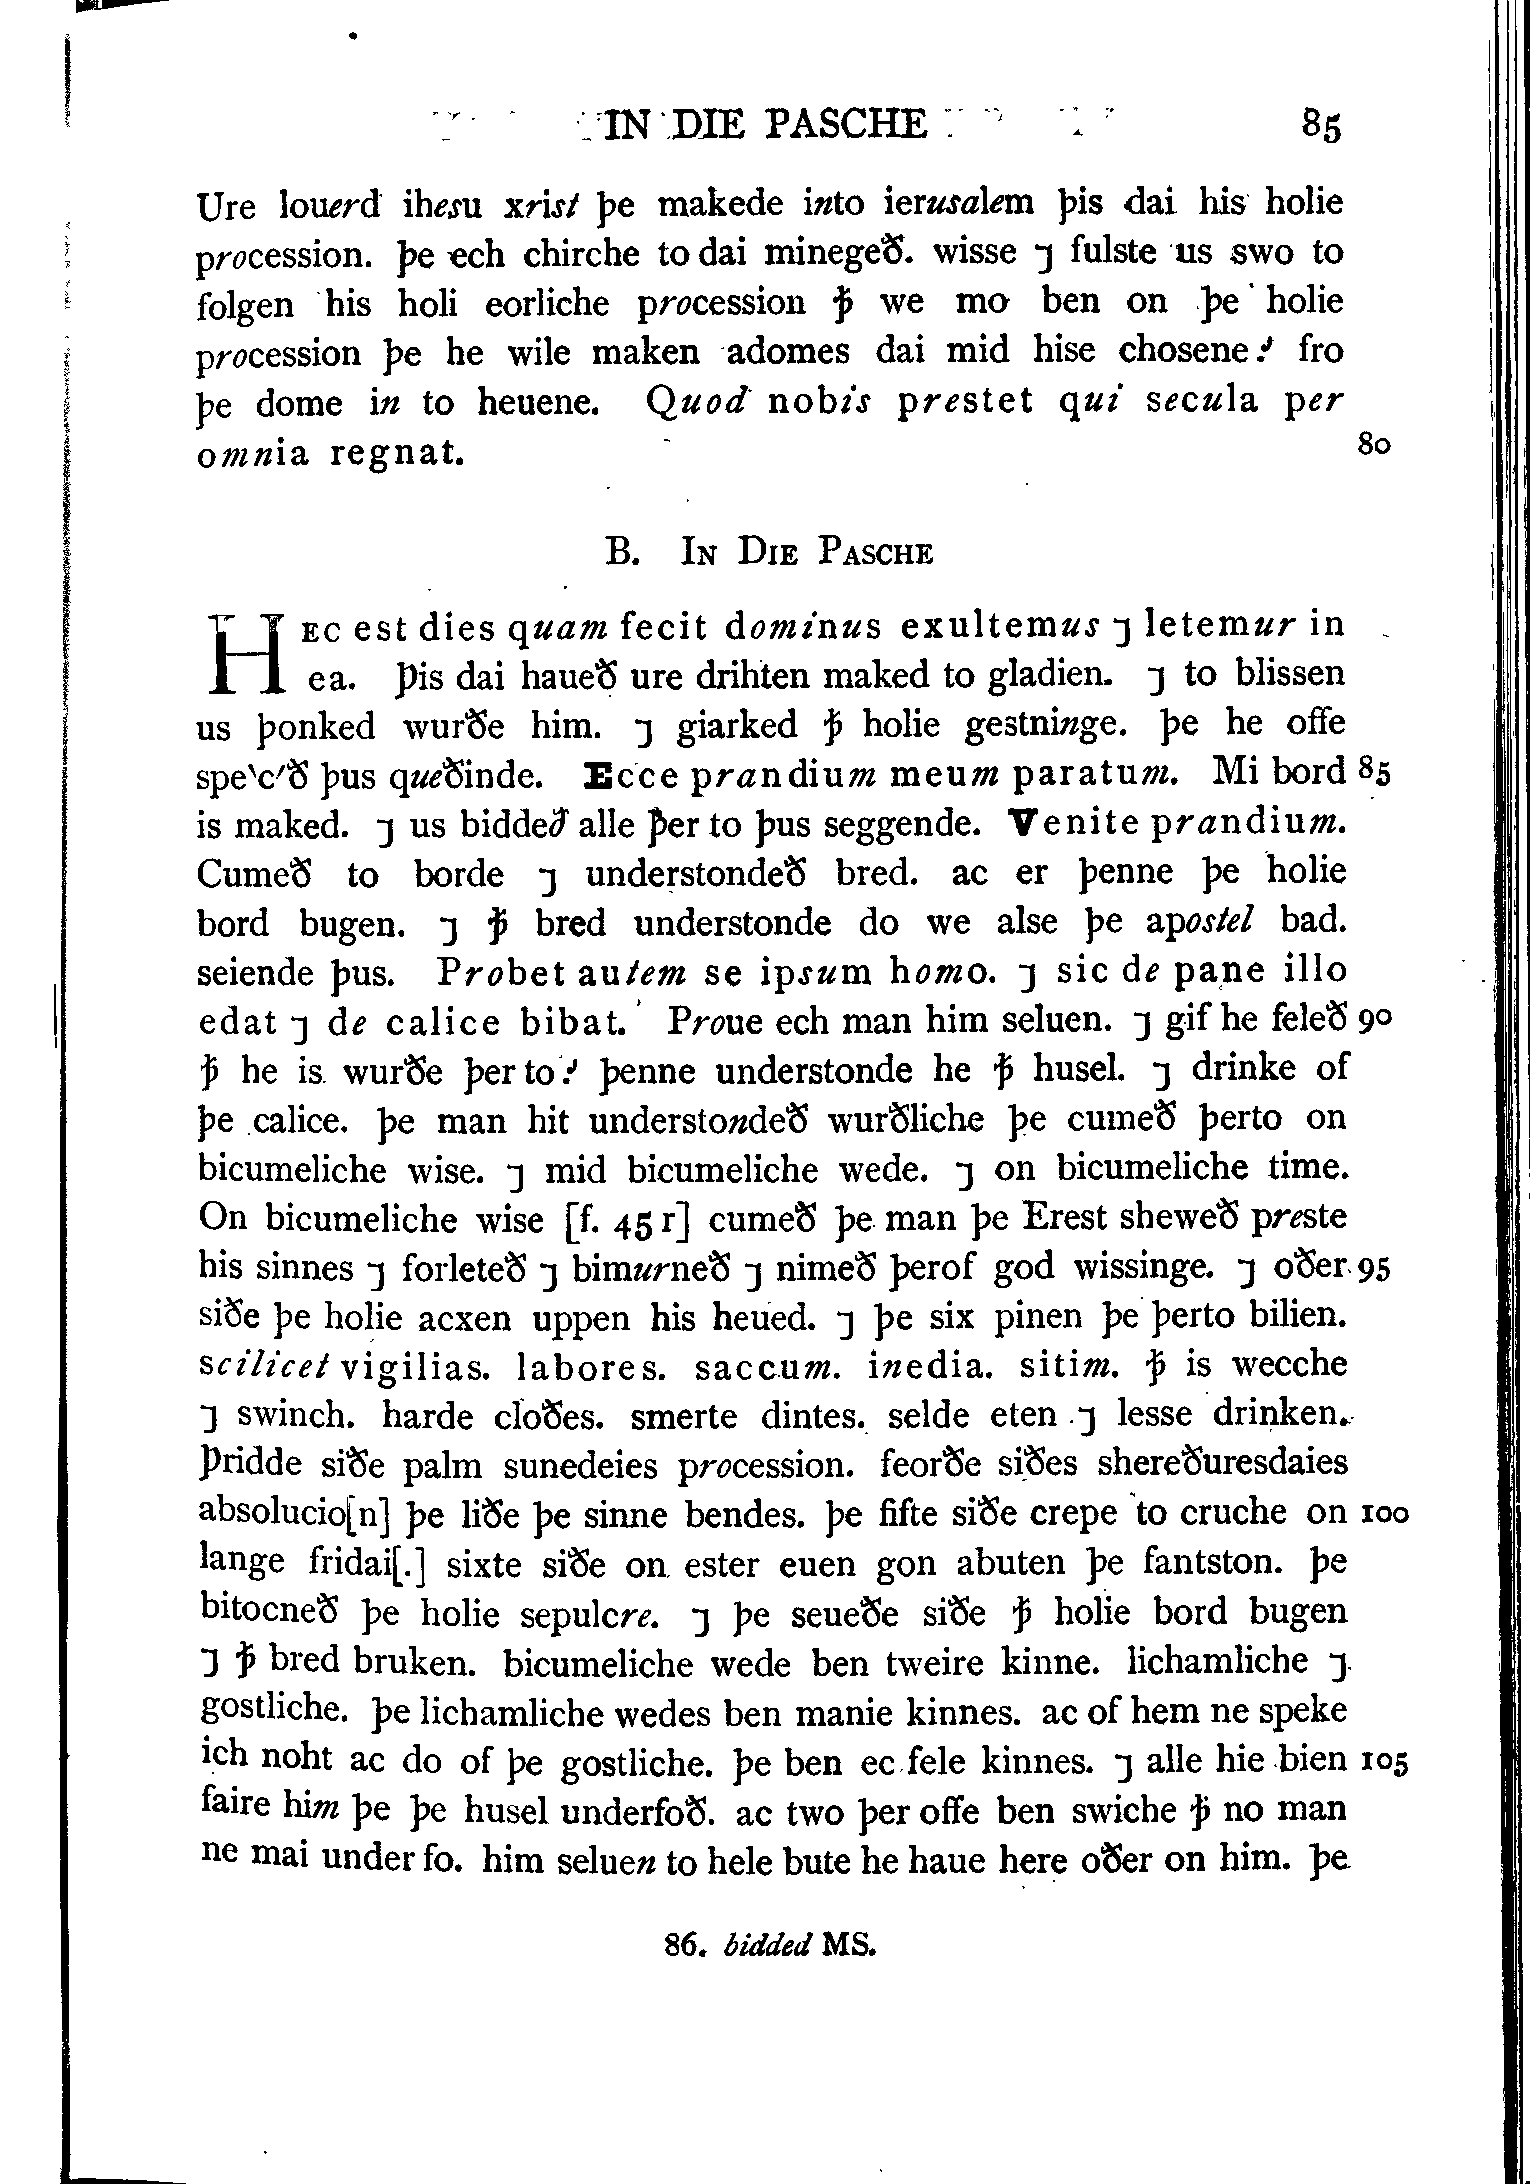 IN DIE PASCHE 85
Ure louerd ihesu xrist þe makede into ierusalem þis dai his holie
procession. þe ech chirche to dai minegeð. wisse ⁊ fulste us swo to
folgen his holi eorliche procession ꝥ we mo ben on þe holie
procession þe he wile maken adomes dai mid hise chosene.' fro
þe dome in to heuene. Quod nobis prestet qui secula per
omnia regnat. 80
B. IN DIE PASCHE
HEC est dies quam fecit dominus exultemus ⁊ letemur in
ea. Þis dai haueð ure drihten maked to gladien. ⁊ to blissen
us þonked wurðe him. ⁊ giarked ꝥ holie gestninge. þe he offe
spe‵c′ð þus queðinde. Ecce prandium meum paratum. Mi bord 85
is maked. ⁊ us biddeð alle þer to þus seggende. Venite prandium.
Cumeð to borde ⁊ understondeð bred. ac er þenne þe holie
bord bugen. ⁊ ꝥ bred understonde do we alse þe apostel bad.
seiende þus. Probet autem se ipsum homo. ⁊ sic de pane illo
edat ⁊ de calice bibat. Proue ech man him seluen. ⁊ gif he feleð 90
ꝥ he is wurðe þer to.' þenne understonde he ꝥ husel. ⁊ drinke of
þe calice. þe man hit understondeð wurðliche þe cumeð þerto on
bicumeliche wise. ⁊ mid bicumeliche wede. ⁊ on bicumeliche time.
On bicumeliche wise [f. 45 r] cumeð þe man þe Erest sheweð preste
his sinnes ⁊ forleteð ⁊ bimurneð ⁊ nimeð þerof god wissinge. ⁊ oðer 95
siðe þe holie acxen uppen his heued. ⁊ þe six pinen þe þerto bilien.
scilicet vigilias. labores. saccum. inedia. sitim. ꝥ is wecche
⁊ swinch. harde cloðes. smerte dintes. selde eten ⁊ lesse drinken.
Þridde siðe palm sunedeies procession. feorðe siðes shereðuresdaies
absolucio[n] þe liðe þe sinne bendes. þe fifte siðe crepe to cruche on 100
lange fridai[.] sixte siðe on ester euen gon abuten þe fantston. þe
bitocneð þe holie sepulcre. ⁊ þe seueðe siðe ꝥ holie bord bugen
⁊ ꝥ bred bruken. bicumeliche wede ben tweire kinne. lichamliche ⁊
gostliche. þe lichamliche wedes ben manie kinnes. ac of hem ne speke
ich noht ac do of þe gostliche. þe ben ec fele kinnes. ⁊ alle hie bien 105
faire him þe þe husel underfoð. ac two þer offe ben swiche ꝥ no man
ne mai under fo. him seluen to hele bute he haue here oðer on him. þe
86. bidded MS.